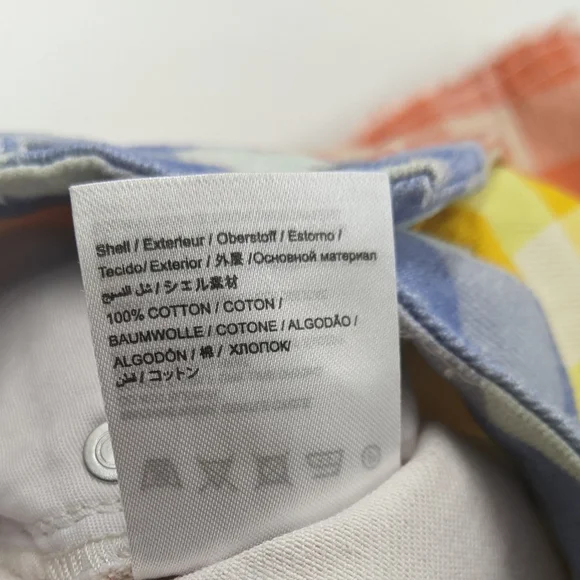 Shell / Exterieur / Oberstoff / Estorno /
Tecido/ Exterior / 外层 /Основной материал
شل النسيج / シェル素材
100% COTTON / COTON /
BAUMWOLLE / COTONE / ALGODÃO /
ALGODÓN / 棉 / ХЛОПОК/
قطن / コットン